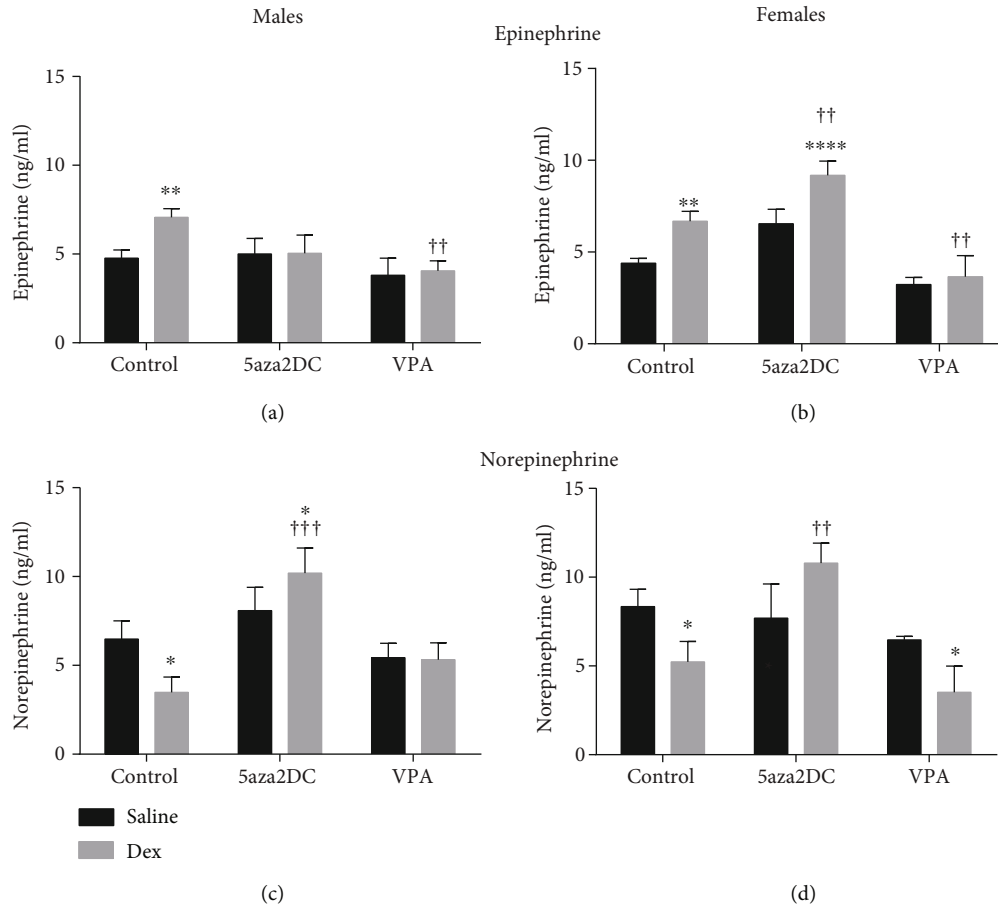 Males
Females
Epinephrine
Epinephrine (ng/ml)
15
10
5
0
**
††
Control
5aza2DC
VPA
(a)
Epinephrine (ng/ml)
15
10
5
0
**
††
****
††
Control
5aza2DC
VPA
(b)
Norepinephrine
Norepinephrine (ng/ml)
15
10
5
0
*
*
†††
Control
5aza2DC
VPA
Saline
Dex
(c)
Norepinephrine (ng/ml)
15
10
5
0
*
††
*
Control
5aza2DC
VPA
(d)